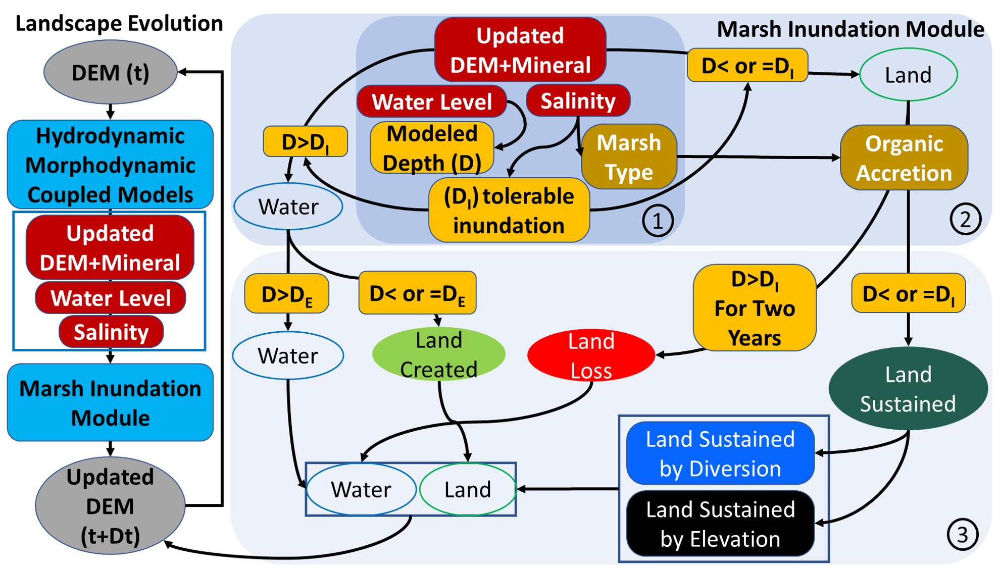 Landscape Evolution
DEM (t)
Hydrodynamic
Morphodynamic
Coupled Models
Updated
DEM+Mineral
Water Level
Salinity
Marsh Inundation
Module
Updated
DEM
(t+Dt)
Marsh Inundation Module
Updated
DEM+Mineral
Water Level
Salinity
Modeled
Depth (D)
Marsh
Type
(DI) tolerable
inundation
1
D>DI
Water
D< or =DI
Land
Organic
Accretion
2
D>DE
D< or =DE
D>DI
For Two
Years
D< or =DI
Water
Land
Created
Land
Loss
Land
Sustained
Land Sustained
by Diversion
Land Sustained
by Elevation
Water
Land
3